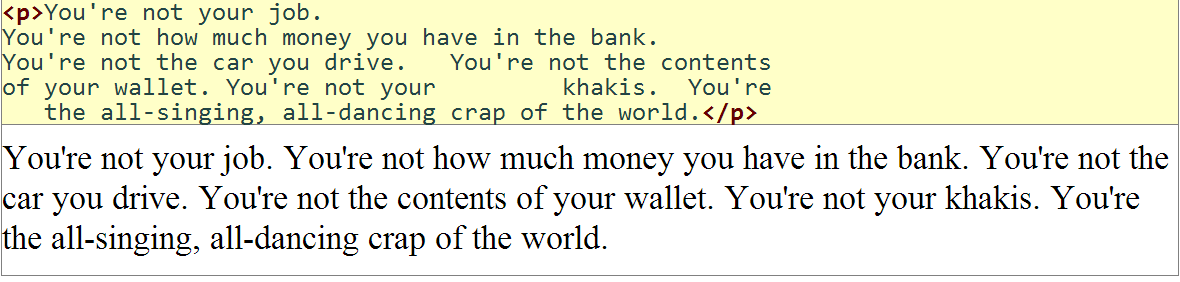 <p>You're not your job.
You're not how much money you have in the bank.
You're not the car you drive.   You're not the contents
of your wallet. You're not your         khakis.  You're
   the all-singing, all-dancing crap of the world.</p>
You're not your job. You're not how much money you have in the bank. You're not the
car you drive. You're not the contents of your wallet. You're not your khakis. You're
the all-singing, all-dancing crap of the world.